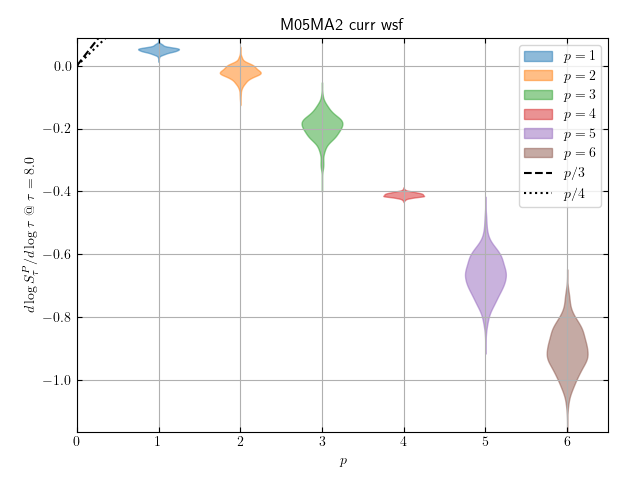 M05MA2 curr wsf
d log S_τ^P / d log τ @ τ = 8.0
0.0
−0.2
−0.4
−0.6
−0.8
−1.0
p = 1
p = 2
p = 3
p = 4
p = 5
p = 6
p/3
p/4
0 1 2 3 4 5 6
p